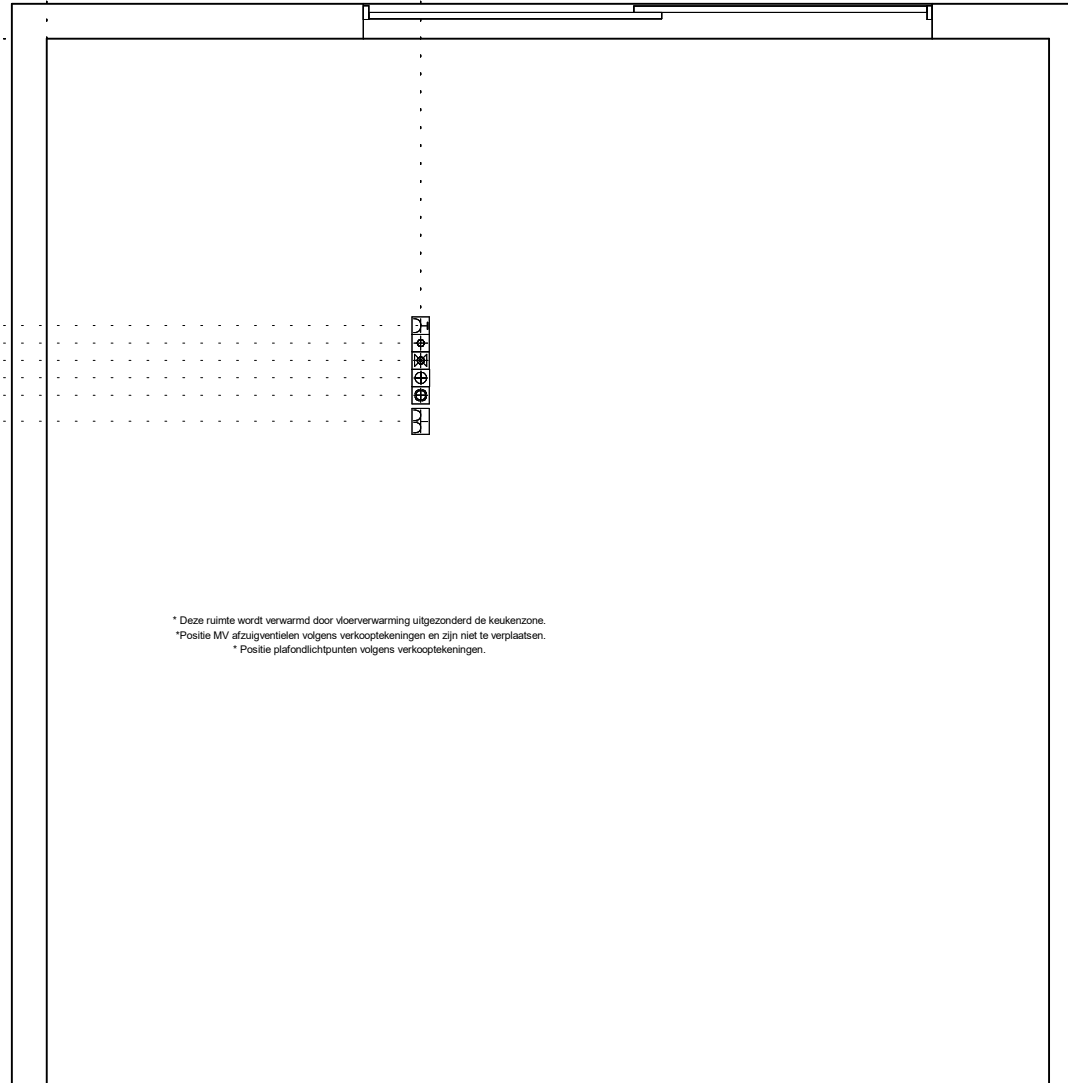 * Deze ruimte wordt verwarmd door vloerverwarming uitgezonderd de keukenzone.
*Positie MV afzuigventielen volgens verkooptekeningen en zijn niet te verplaatsen.
* Positie plafondlichtpunten volgens verkooptekeningen.